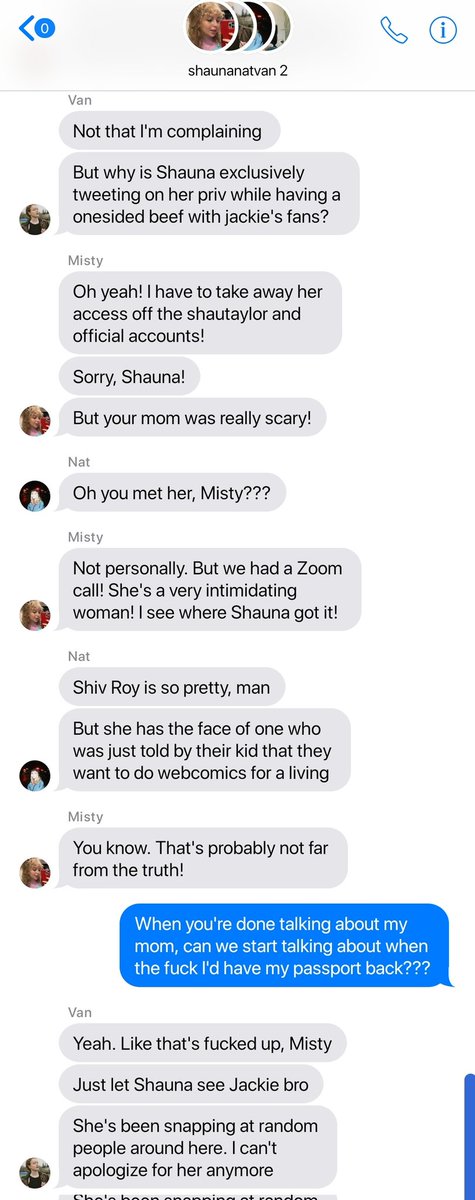 0
shaunanatvan 2
Van
Not that I'm complaining
But why is Shauna exclusively
tweeting on her priv while having a
onesided beef with jackie's fans?
Misty
Oh yeah! I have to take away her
access off the shautaylor and
official accounts!
Sorry, Shauna!
But your mom was really scary!
Nat
Oh you met her, Misty???
Misty
Not personally. But we had a Zoom
call! She's a very intimidating
woman! I see where Shauna got it!
Nat
Shiv Roy is so pretty, man
But she has the face of one who
was just told by their kid that they
want to do webcomics for a living
Misty
You know. That's probably not far
from the truth!
When you're done talking about my
mom, can we start talking about when
the fuck I'd have my passport back???
Van
Yeah. Like that's fucked up, Misty
Just let Shauna see Jackie bro
She's been snapping at random
people around here. I can't
apologize for her anymore
She's been snapping at random